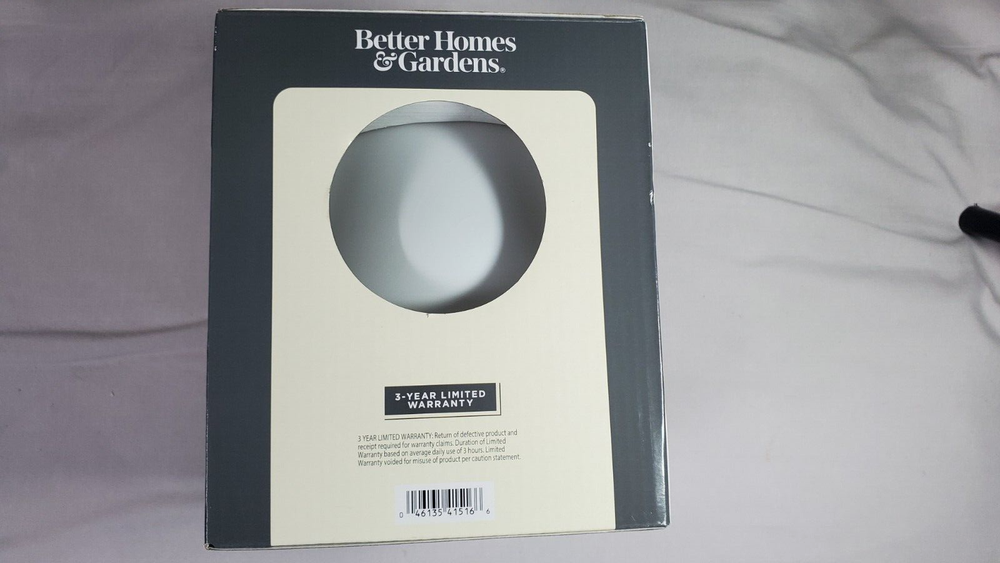 Better Homes
&Gardens®
3-YEAR LIMITED
WARRANTY
3 YEAR LIMITED WARRANTY: Return of defective product and
receipt required for warranty claims. Duration of Limited
Warranty based on average daily use of 3 hours. Limited
Warranty voided for misuse of product per caution statement.
0 46135 41516 6